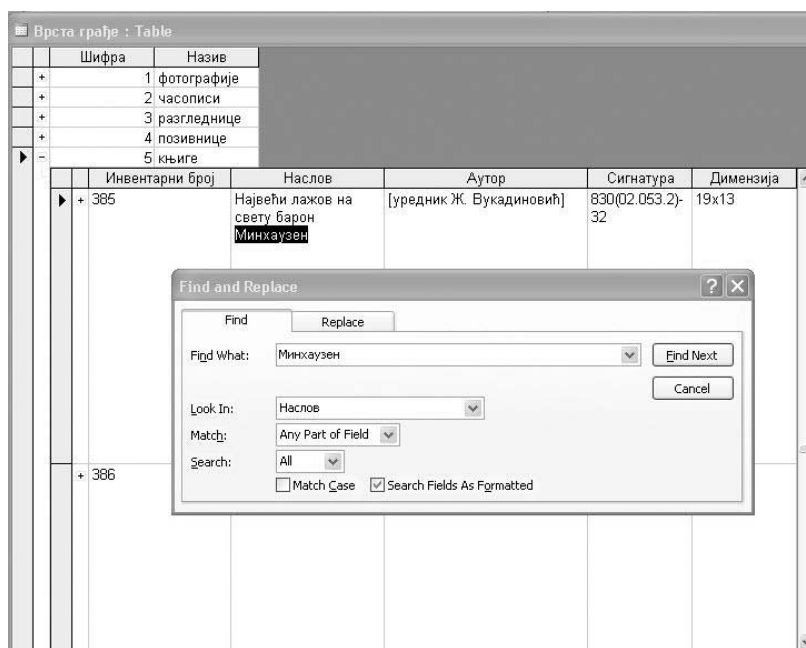 Врста грађе : Table
Шифра Назив
+ 1 фотографије
+ 2 часописи
+ 3 разгледнице
+ 4 позивнице
- 5 књиге
Инвентарни број Наслов Аутор Сигнатура Димензија
+ 385 Највећи лажов на [уредник Ж. Вукадиновић] 830(02.053.2)- 19x13
свету барон 32
Минхаузен
Find and Replace
Find Replace
Find What: Минхаузен Find Next
Cancel
Look In: Наслов
Match: Any Part of Field
Search: All
Match Case Search Fields As Formatted
+ 386